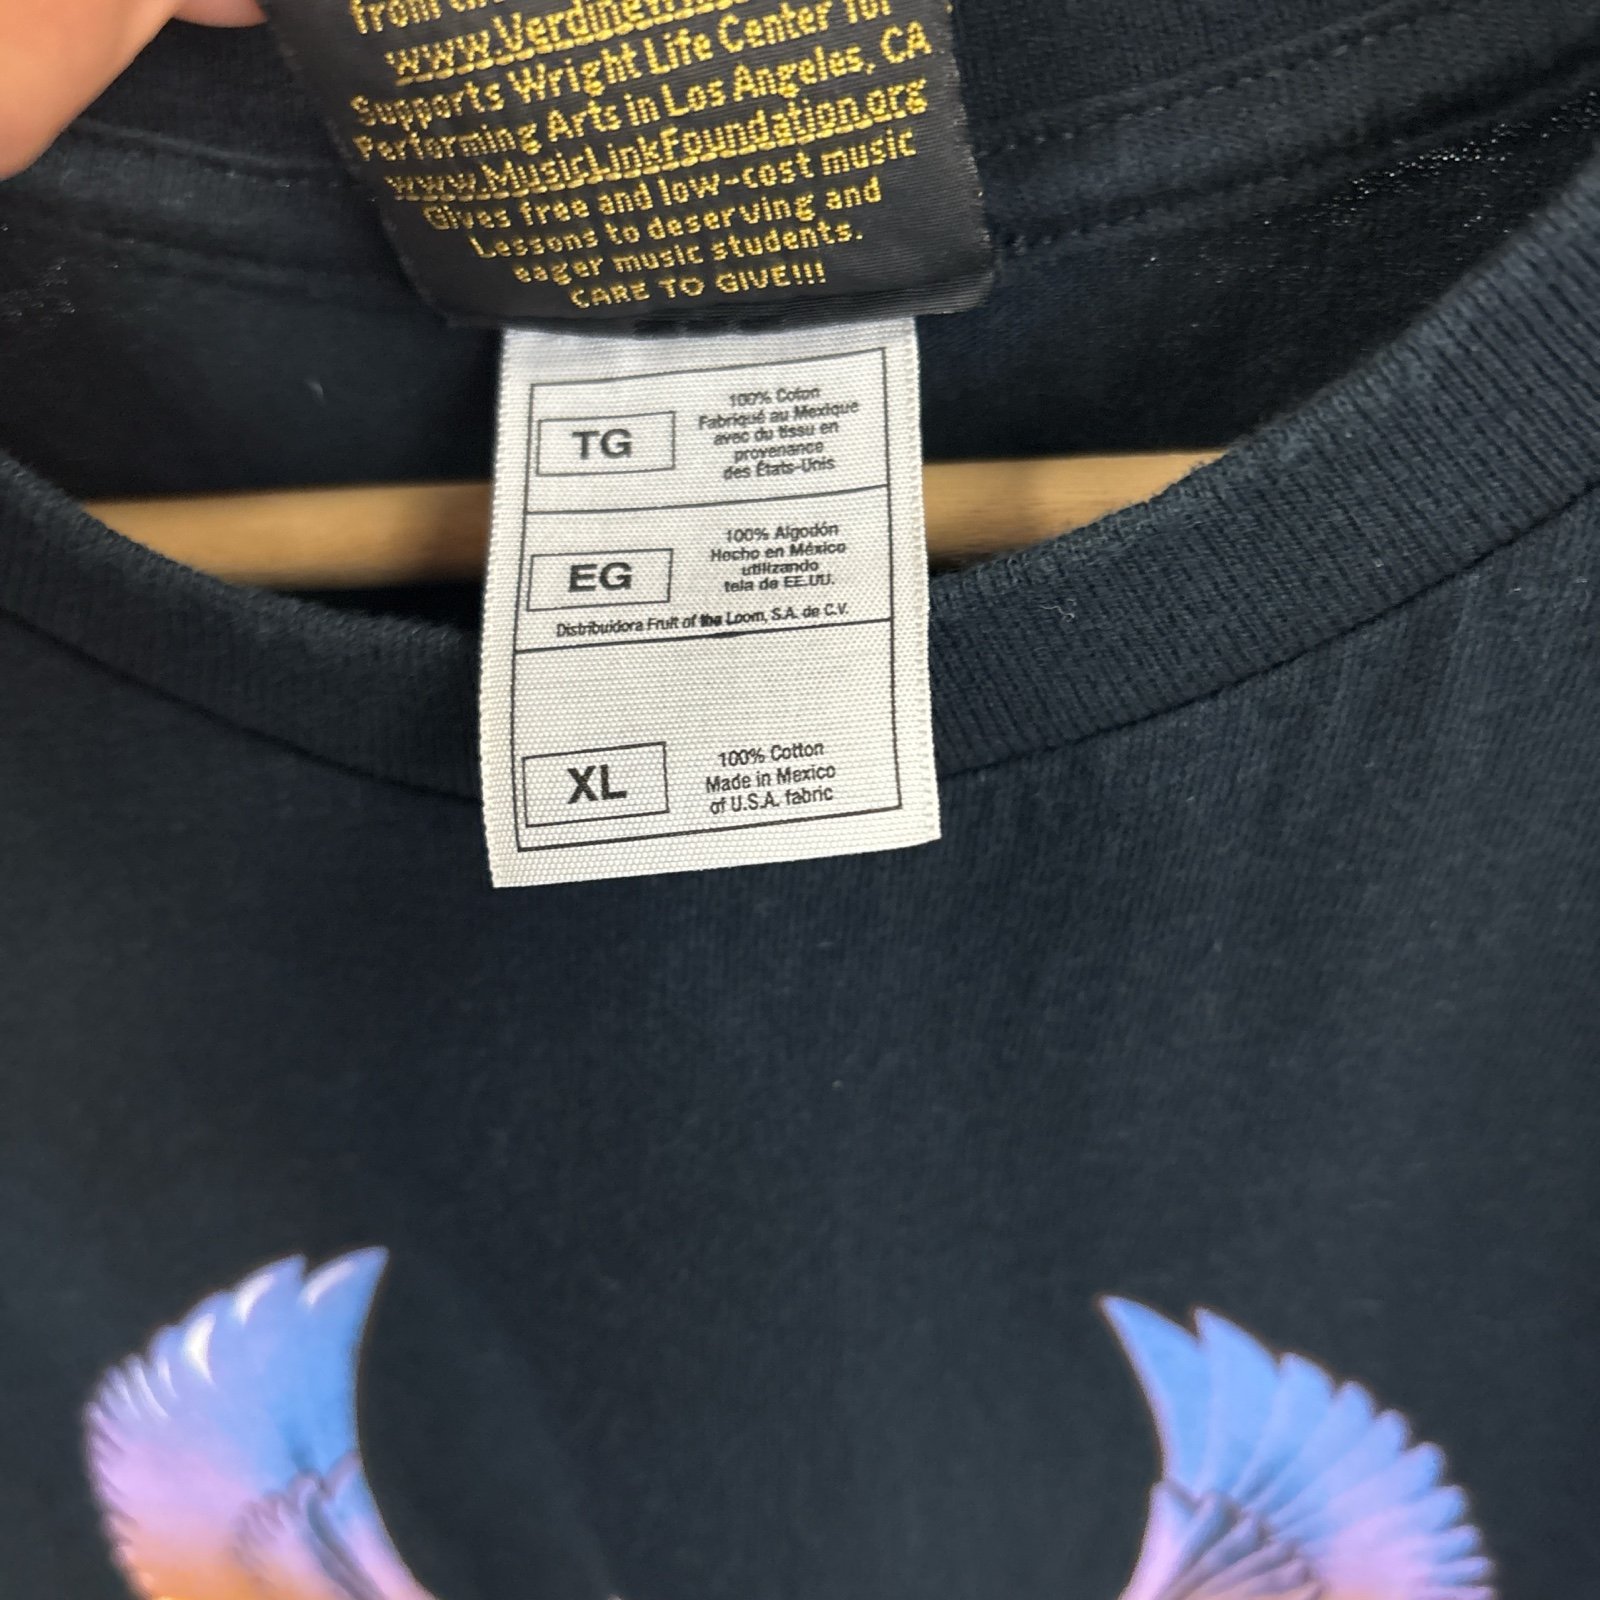 from
www.Verdine
Supports Wright Life Center for
Performing Arts in Los Angeles, CA
www.MusicLinkFoundation.org
Gives free and low-cost music
Lessons to deserving and
eager music students.
CARE TO GIVE!!!
TG
100% Coton
Fabriqué au Mexique
avec du tissu en
provenance
des États-Unis
EG
100% Algodón
Hecho en México
utilizando
tela de EE.UU.
Distribuidora Fruit of the Loom, S.A. de C.V.
XL
100% Cotton
Made in Mexico
of U.S.A. fabric